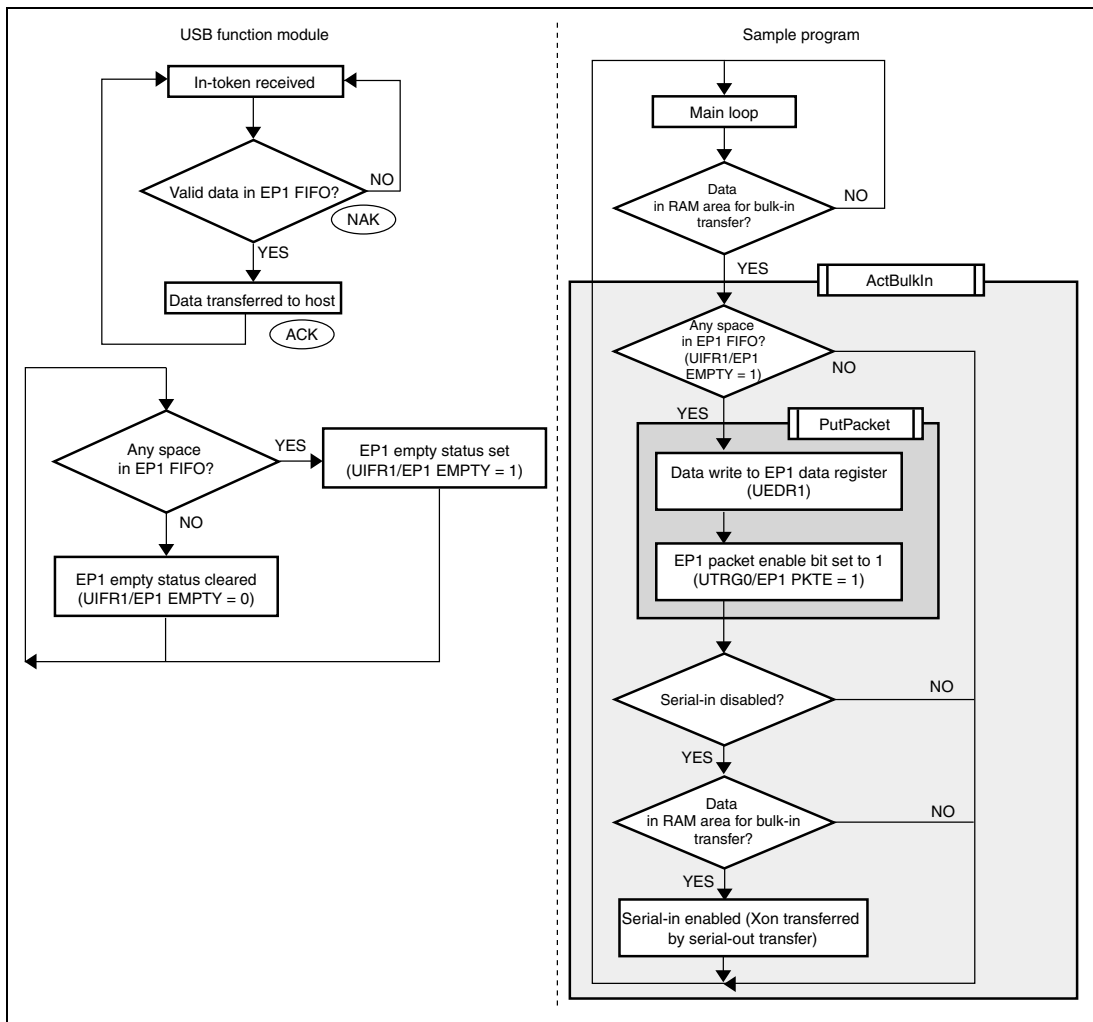 USB function module
In-token received
Valid data in EP1 FIFO?
NO
NAK
YES
Data transferred to host
ACK
Any space
in EP1 FIFO?
YES
EP1 empty status set
(UIFR1/EP1 EMPTY = 1)
NO
EP1 empty status cleared
(UIFR1/EP1 EMPTY = 0)
Sample program
Main loop
Data
in RAM area for bulk-in
transfer?
NO
YES
ActBulkIn
Any space
in EP1 FIFO?
(UIFR1/EP1
EMPTY = 1)
NO
YES
PutPacket
Data write to EP1 data register
(UEDR1)
EP1 packet enable bit set to 1
(UTRG0/EP1 PKTE = 1)
Serial-in disabled?
NO
YES
Data
in RAM area for bulk-in
transfer?
NO
YES
Serial-in enabled (Xon transferred
by serial-out transfer)